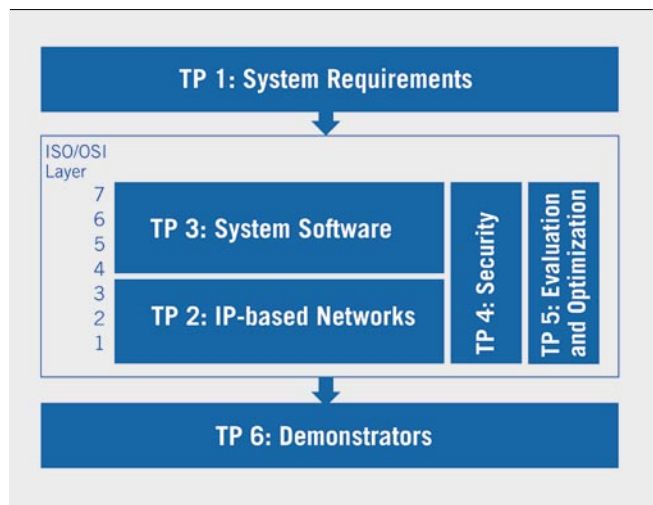 TP 1: System Requirements
ISO/OSI
Layer
7
6
5
4
3
2
1
TP 3: System Software
TP 2: IP-based Networks
TP 4: Security
TP 5: Evaluation
and Optimization
TP 6: Demonstrators